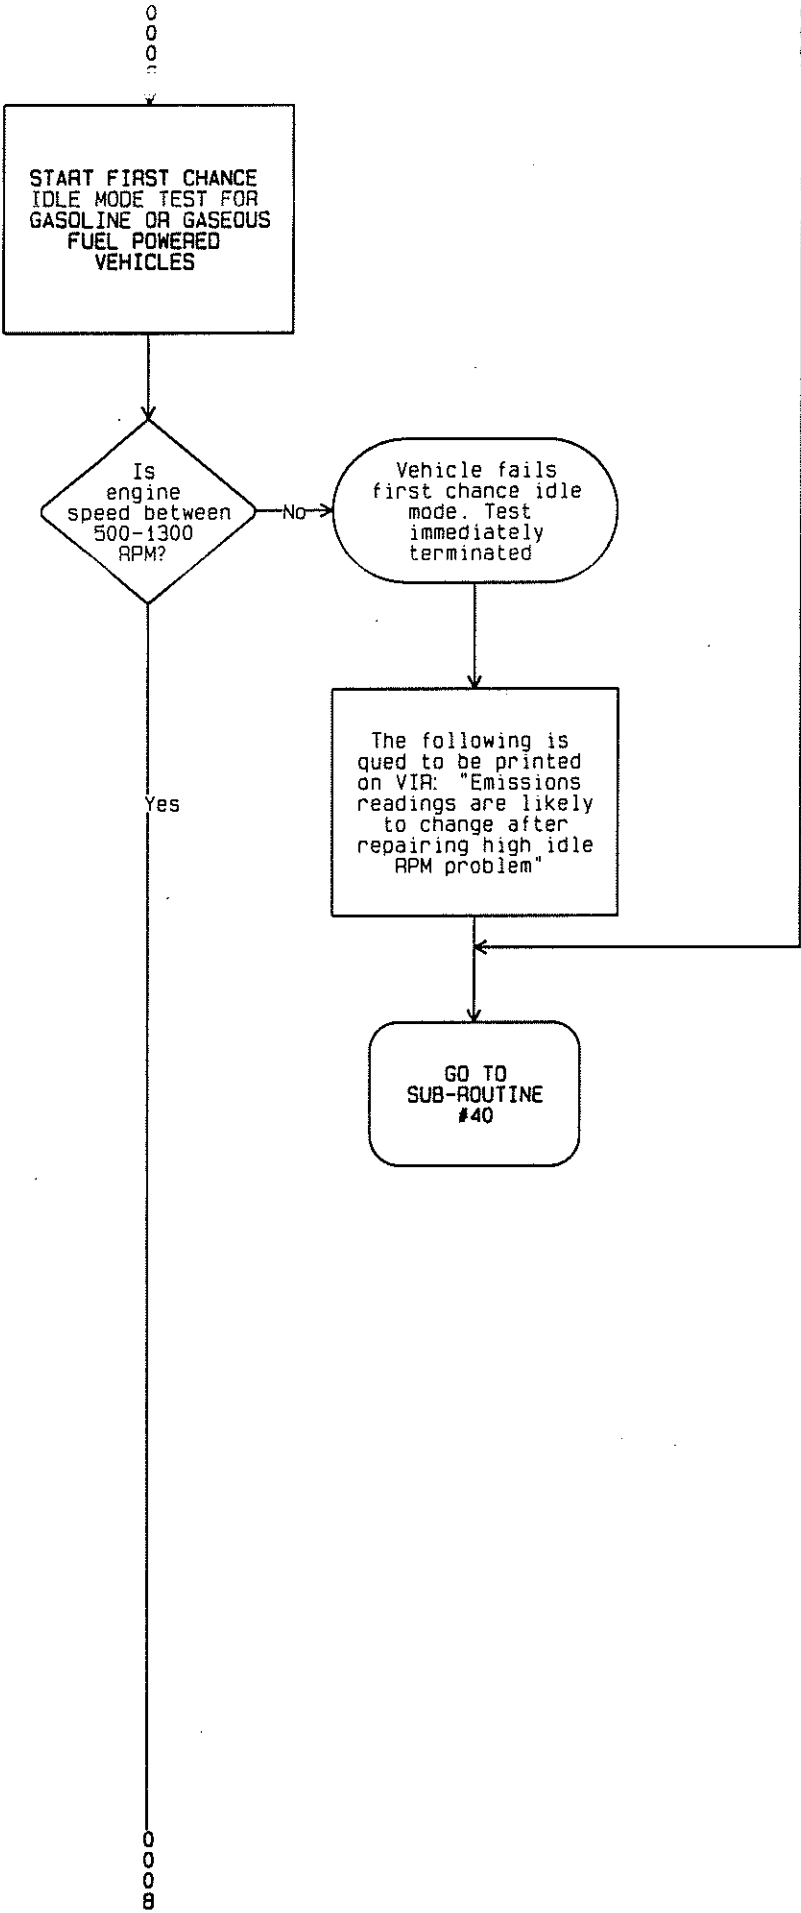 0
0
0
START FIRST CHANCE
IDLE MODE TEST FOR
GASOLINE OR GASEOUS
FUEL POWERED
VEHICLES
Is
engine
speed between
500-1300
RPM?
No
Vehicle fails
first chance idle
mode. Test
immediately
terminated
The following is
qued to be printed
on VIR: "Emissions
readings are likely
to change after
repairing high idle
RPM problem"
Yes
GO TO
SUB-ROUTINE
#40
0
0
0
8